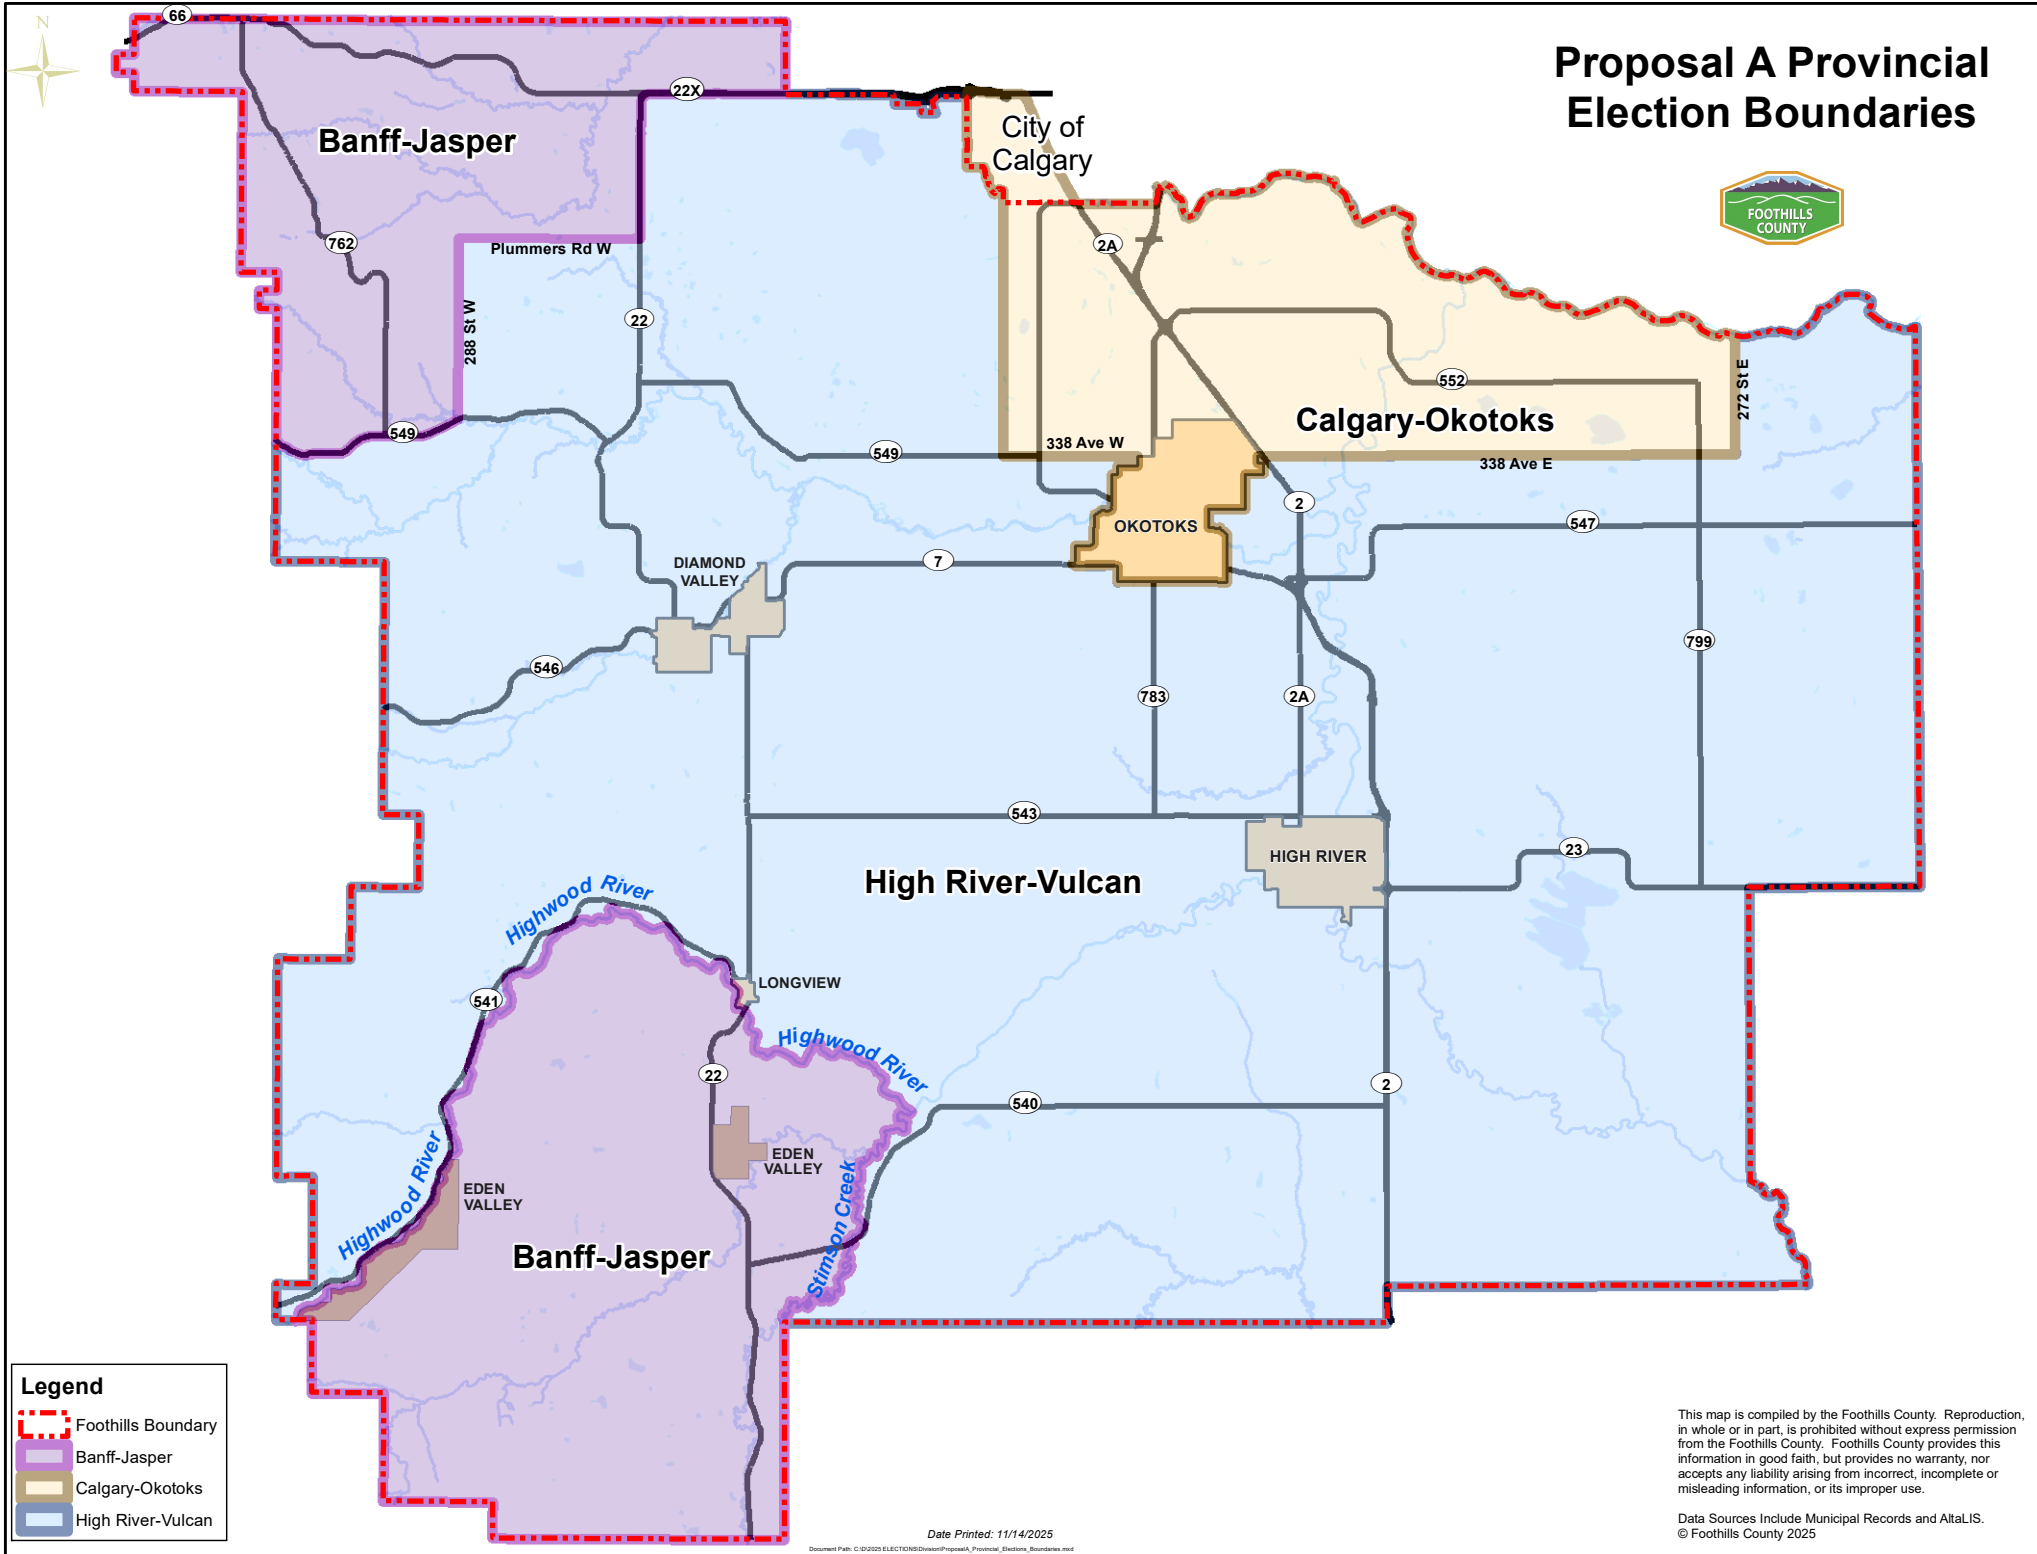 N
66
Proposal A Provincial
Election Boundaries
22X
Banff-Jasper
City of
Calgary
FOOTHILLS
COUNTY
762
Plummers Rd W
2A
288 St W
22
552
272 St E
Calgary-Okotoks
549
549
338 Ave W
338 Ave E
2
OKOTOKS
547
DIAMOND
VALLEY
7
546
783
2A
799
543
23
HIGH RIVER
High River-Vulcan
Highwood River
LONGVIEW
541
Highwood River
22
2
540
Highwood River
EDEN
VALLEY
EDEN
VALLEY
Stimson Creek
Banff-Jasper
Legend
Foothills Boundary
Banff-Jasper
Calgary-Okotoks
High River-Vulcan
This map is compiled by the Foothills County. Reproduction,
in whole or in part, is prohibited without express permission
from the Foothills County. Foothills County provides this
information in good faith, but provides no warranty, nor
accepts any liability arising from incorrect, incomplete or
misleading information, or its improper use.
Data Sources Include Municipal Records and AltaLIS.
© Foothills County 2025
Date Printed: 11/14/2025
Document Path: C:\D\2025 ELECTIONS\Division\ProposalA_Provincial_Elections_Boundaries.mxd